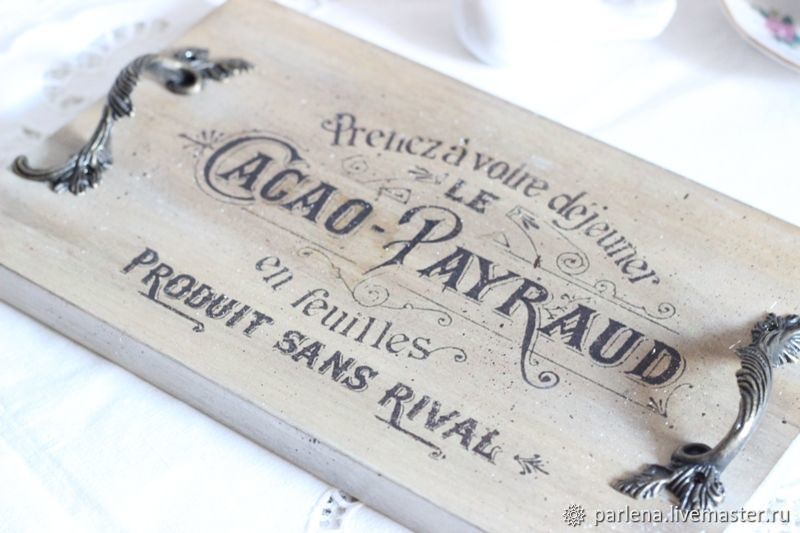 Prenez à votre déjeuner
LE
CACAO-PAYRAUD
en feuilles
PRODUIT SANS RIVAL
parlena.livemaster.ru